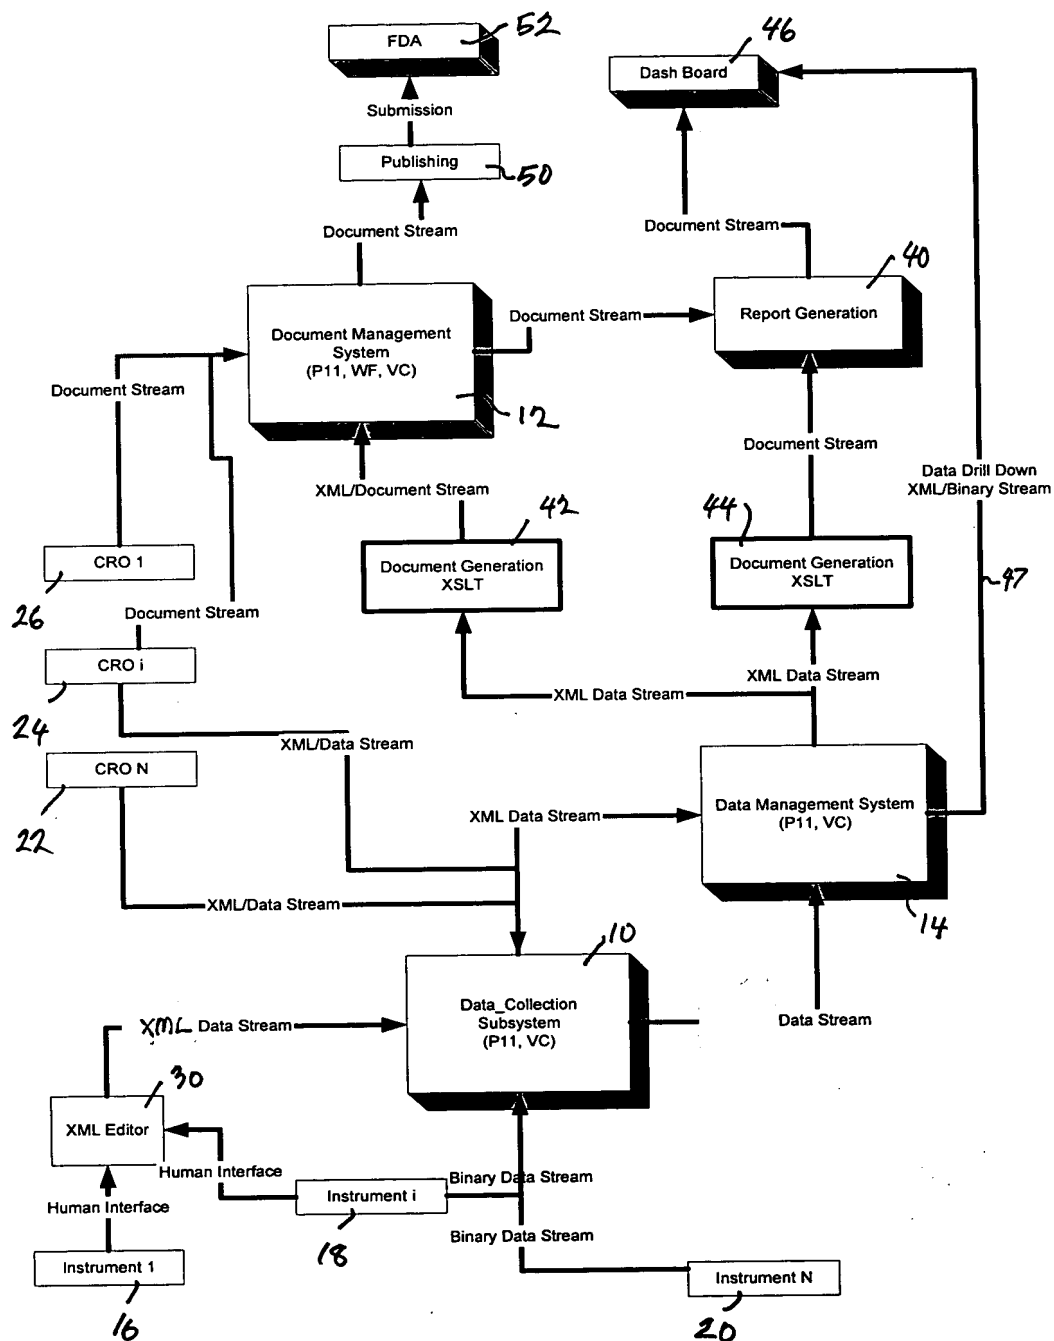 FDA
52
Dash Board
46
Submission
Publishing
50
Document Stream
Document Stream
40
Document Management
System
(P11, WF, VC)
12
Document Stream
Report Generation
Document Stream
XML/Document Stream
Document Stream
Data Drill Down
XML/Binary Stream
42
44
CRO 1
26
Document Generation
XSLT
Document Generation
XSLT
47
Document Stream
CRO i
24
XML Data Stream
XML Data Stream
XML/Data Stream
CRO N
22
XML Data Stream
Data Management System
(P11, VC)
14
XML/Data Stream
10
Data_Collection
Subsystem
(P11, VC)
XML Data Stream
Data Stream
30
XML Editor
Human Interface
Binary Data Stream
Human Interface
Instrument i
18
Binary Data Stream
Instrument 1
16
Instrument N
20